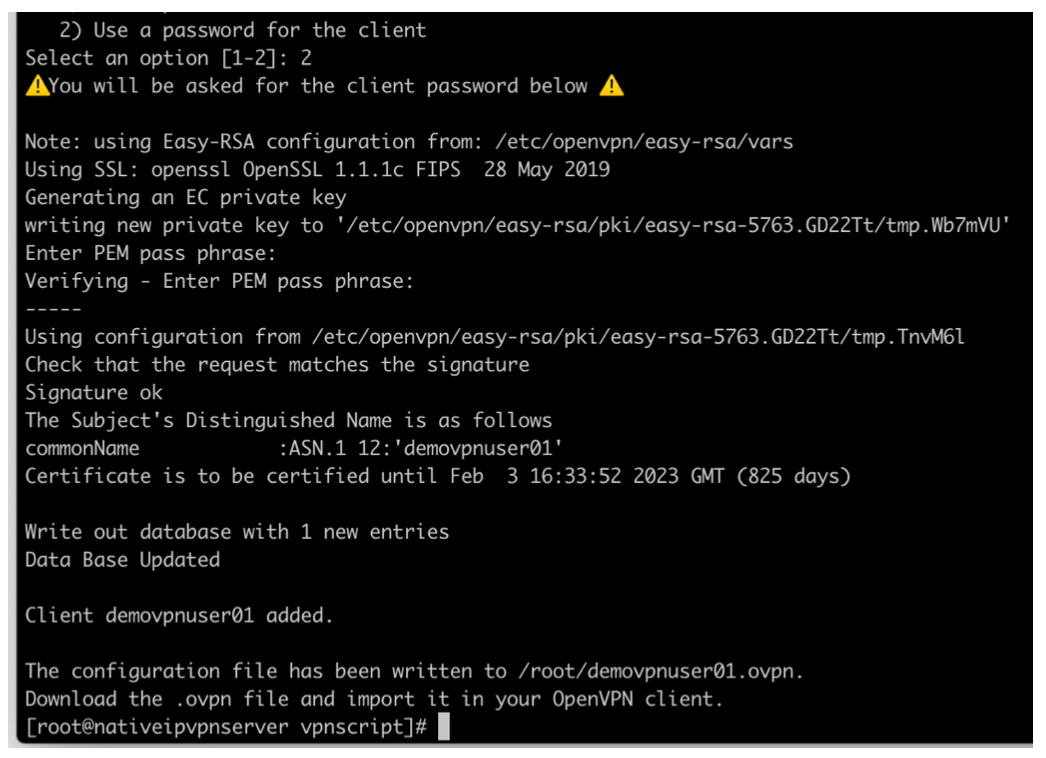 2) Use a password for the client
Select an option [1-2]: 2
⚠️You will be asked for the client password below ⚠️
Note: using Easy-RSA configuration from: /etc/openvpn/easy-rsa/vars
Using SSL: openssl OpenSSL 1.1.1c FIPS  28 May 2019
Generating an EC private key
writing new private key to '/etc/openvpn/easy-rsa/pki/easy-rsa-5763.GD22Tt/tmp.Wb7mVU'
Enter PEM pass phrase:
Verifying - Enter PEM pass phrase:
-----
Using configuration from /etc/openvpn/easy-rsa/pki/easy-rsa-5763.GD22Tt/tmp.TnvM6l
Check that the request matches the signature
Signature ok
The Subject's Distinguished Name is as follows
commonName            :ASN.1 12:'demovpnuser01'
Certificate is to be certified until Feb  3 16:33:52 2023 GMT (825 days)
Write out database with 1 new entries
Data Base Updated
Client demovpnuser01 added.
The configuration file has been written to /root/demovpnuser01.ovpn.
Download the .ovpn file and import it in your OpenVPN client.
[root@nativeipvpnserver vpnscript]#